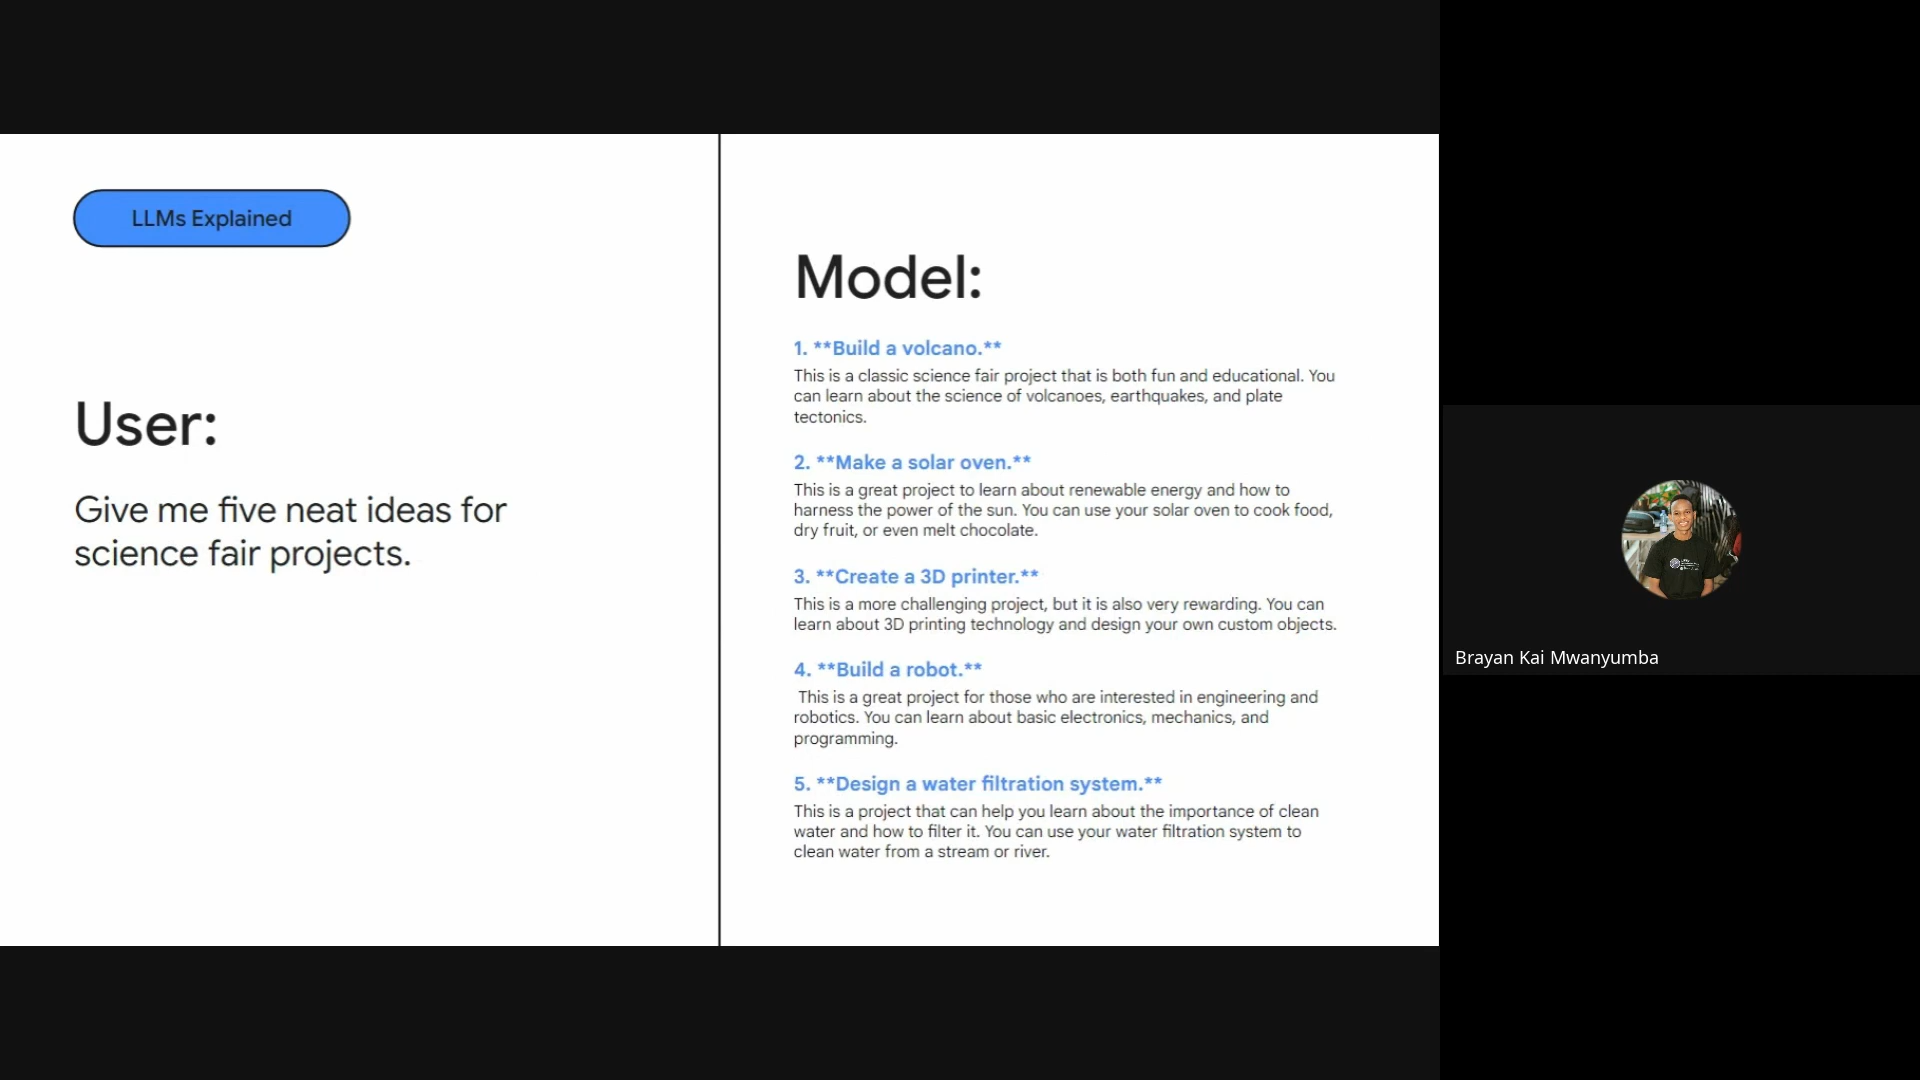 LLMs Explained
User:
Give me five neat ideas for
science fair projects.
Model:
1. **Build a volcano.**
This is a classic science fair project that is both fun and educational. You
can learn about the science of volcanoes, earthquakes, and plate
tectonics.
2. **Make a solar oven.**
This is a great project to learn about renewable energy and how to
harness the power of the sun. You can use your solar oven to cook food,
dry fruit, or even melt chocolate.
3. **Create a 3D printer.**
This is a more challenging project, but it is also very rewarding. You can
learn about 3D printing technology and design your own custom objects.
4. **Build a robot.**
This is a great project for those who are interested in engineering and
robotics. You can learn about basic electronics, mechanics, and
programming.
5. **Design a water filtration system.**
This is a project that can help you learn about the importance of clean
water and how to filter it. You can use your water filtration system to
clean water from a stream or river.
Brayan Kai Mwanyumba